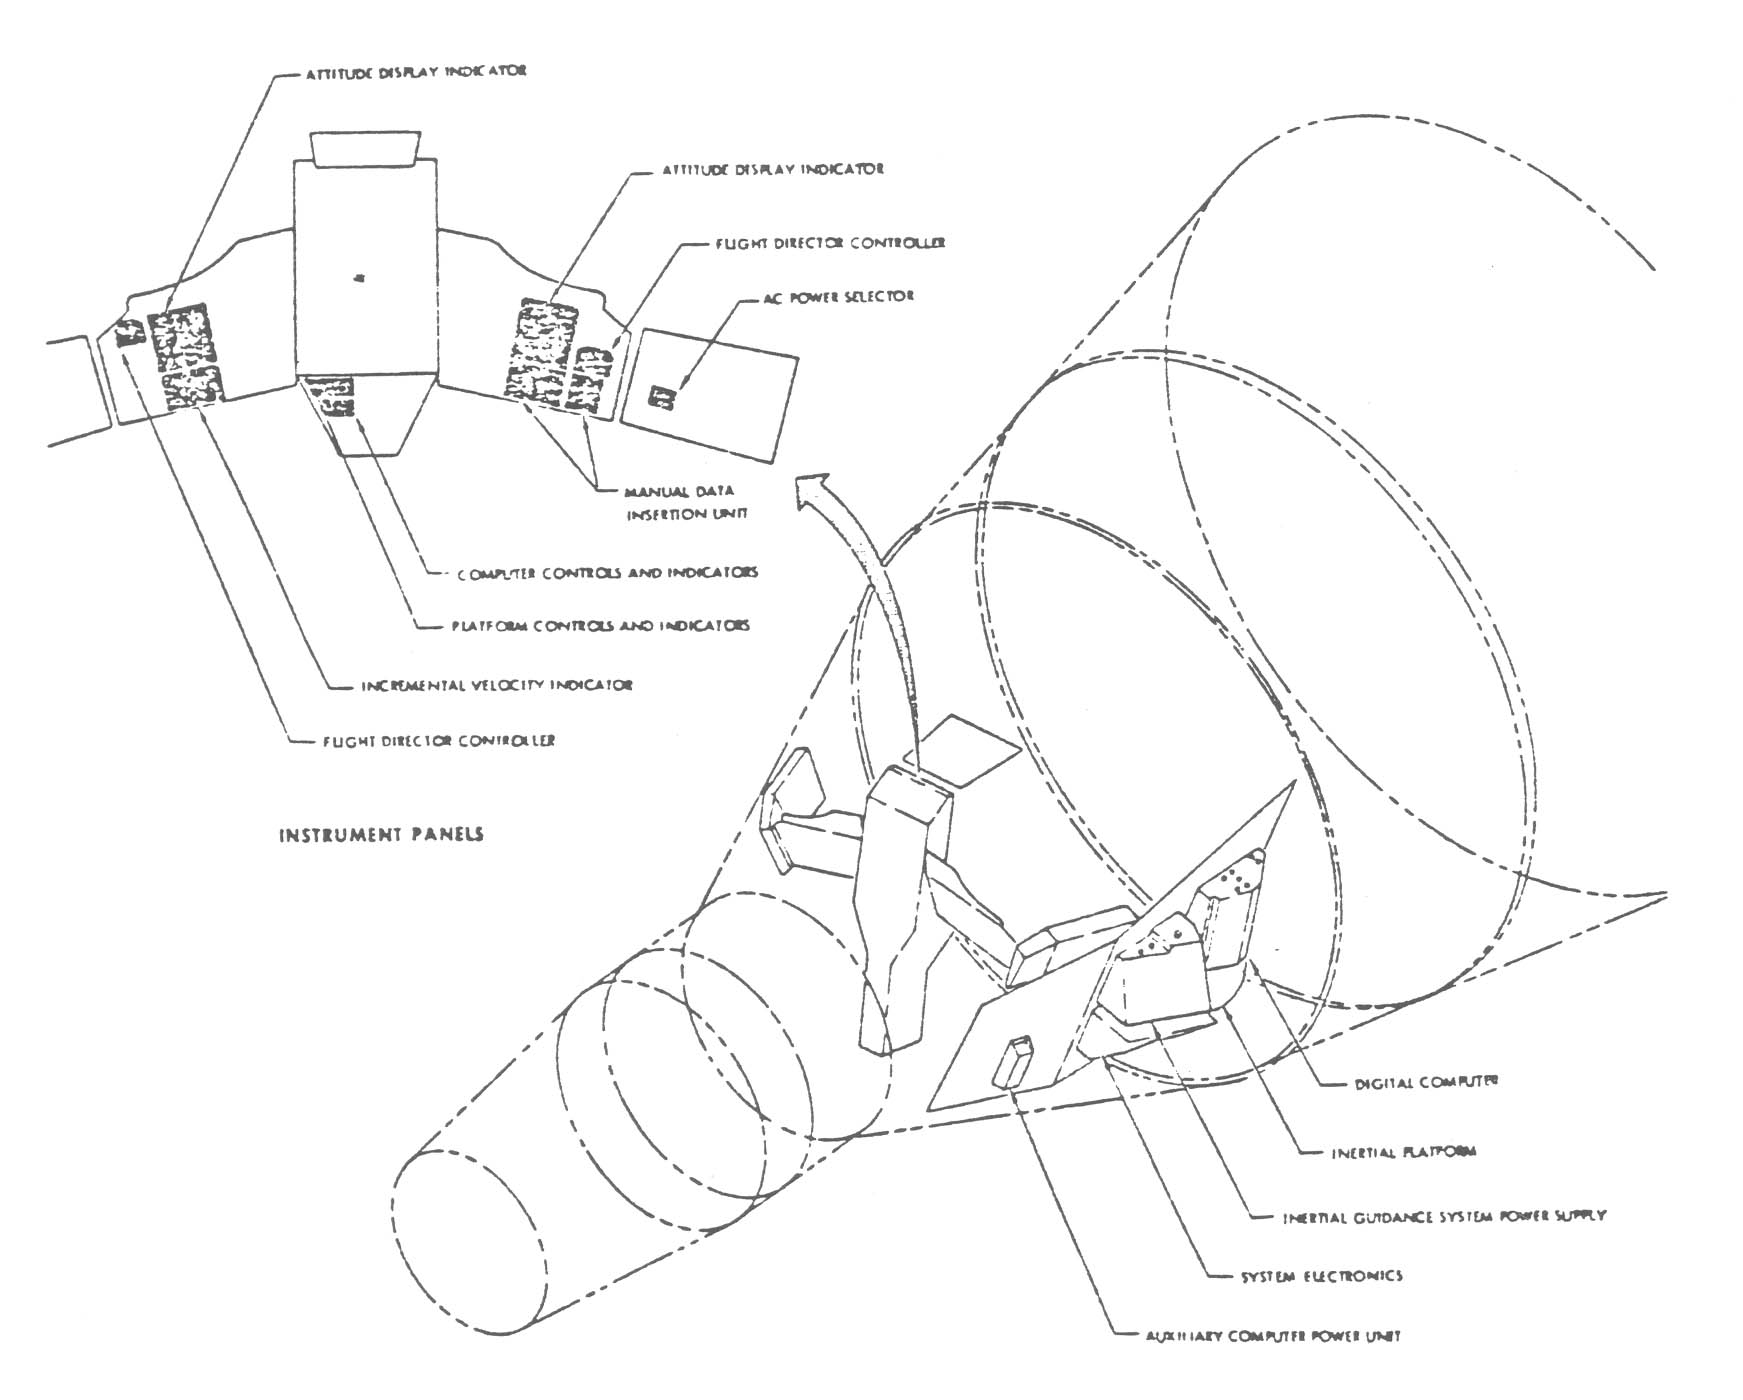 ATTITUDE DISPLAY INDICATOR
ATTITUDE DISPLAY INDICATOR
FLIGHT DIRECTOR CONTROLLER
AC POWER SELECTOR
MANUAL DATA
INSERTION UNIT
COMPUTER CONTROLS AND INDICATORS
PLATFORM CONTROLS AND INDICATORS
INCREMENTAL VELOCITY INDICATOR
FLIGHT DIRECTOR CONTROLLER
INSTRUMENT PANELS
DIGITAL COMPUTER
INERTIAL PLATFORM
INERTIAL GUIDANCE SYSTEM POWER SUPPLY
SYSTEM ELECTRONICS
AUXILIARY COMPUTER POWER UNIT